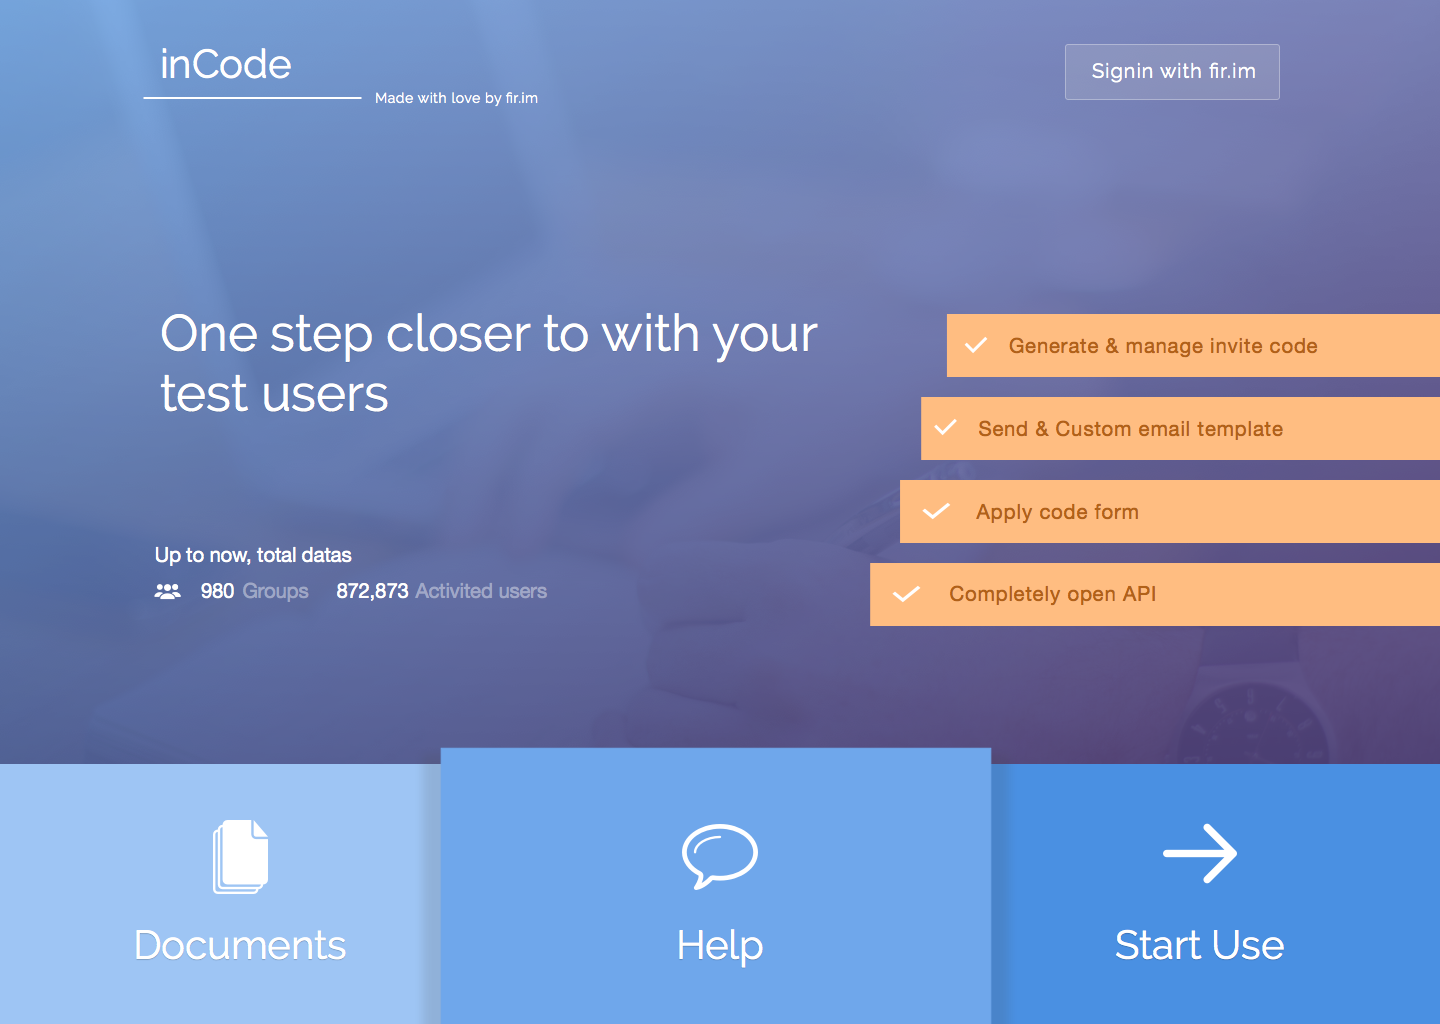 inCode
Made with love by fir.im
Signin with fir.im
One step closer to with your
test users
Generate & manage invite code
Send & Custom email template
Apply code form
Completely open API
Up to now, total datas
980 Groups 872,873 Activited users
Documents
Help
Start Use